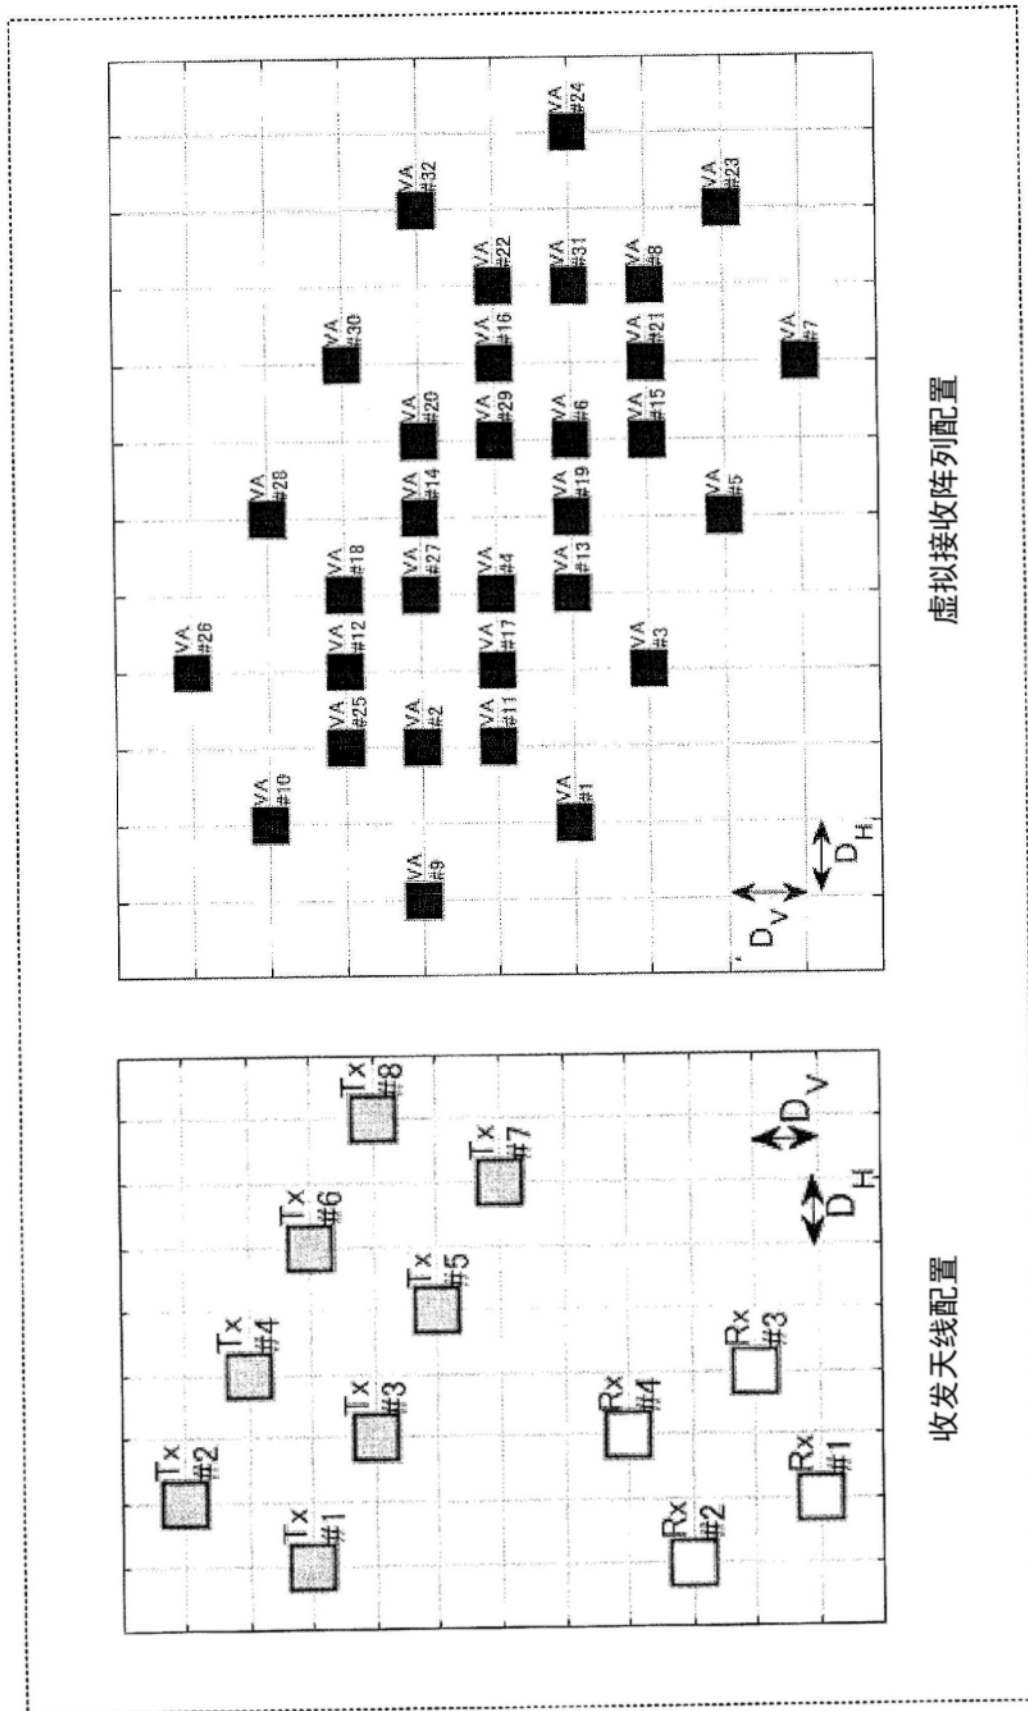 Tx
#2
Tx
#4
Tx
#1
Tx
#6
Tx
#3
Tx
#8
Tx
#5
Tx
#7
Rx
#4
Rx
#2
Rx
#3
Rx
#1
DH
DV
收发天线配置
VA
#26
VA
#10
VA
#28
VA
#25
VA
#12
VA
#18
VA
#30
VA
#9
VA
#2
VA
#27
VA
#14
VA
#20
VA
#32
VA
#11
VA
#17
VA
#4
VA
#29
VA
#16
VA
#22
VA
#1
VA
#13
VA
#19
VA
#6
VA
#31
VA
#24
VA
#3
VA
#15
VA
#21
VA
#8
VA
#5
VA
#23
VA
#7
DV
DH
虚拟接收阵列配置